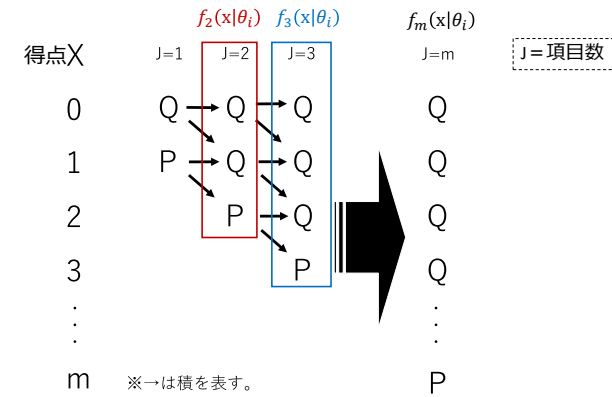 f₂(x|θᵢ) f₃(x|θᵢ) fₘ(x|θᵢ)
得点X J=1 J=2 J=3 J=m J=項目数
0 Q Q Q Q
1 P Q Q Q
2 P Q Q
3 P Q
⋮ ⋮
m ※→は積を表す。 P